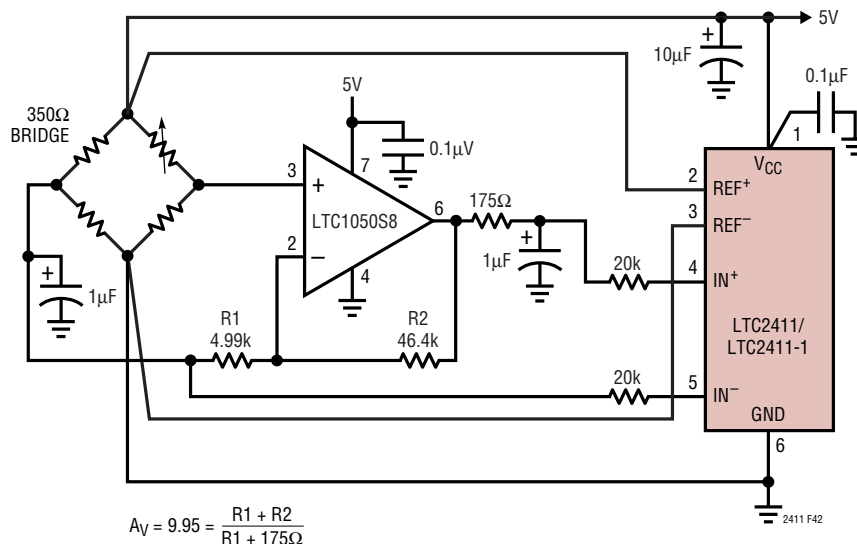 5V
10µF
0.1µF
1
350Ω
BRIDGE
5V
0.1µV
7
3
+
LTC1050S8
6
175Ω
2
–
4
+
1µF
+
1µF
20k
R1
4.99k
R2
46.4k
20k
VCC
2
REF+
3
REF–
4
IN+
LTC2411/
LTC2411-1
5
IN–
GND
6
2411 F42
AV = 9.95 = R1 + R2
R1 + 175Ω
+